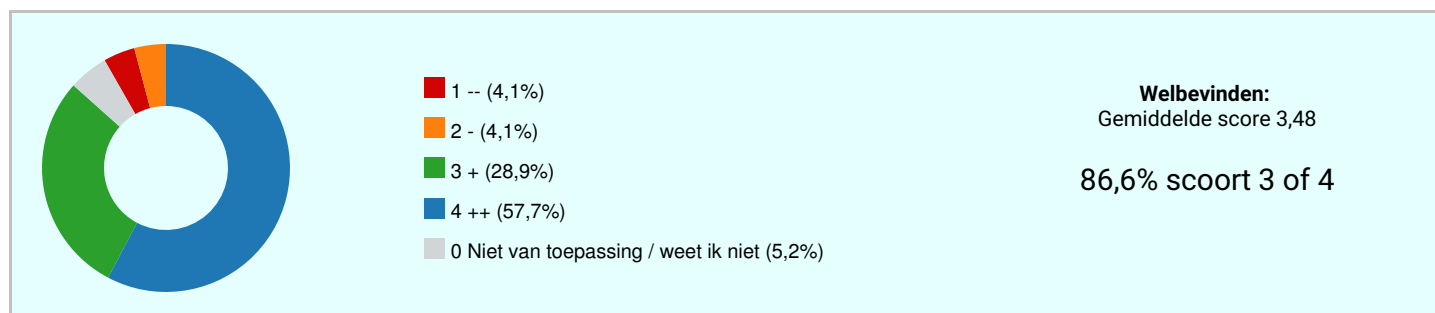 1 -- (4,1%)
2 - (4,1%)
3 + (28,9%)
4 ++ (57,7%)
0 Niet van toepassing / weet ik niet (5,2%)
Welbevinden:
Gemiddelde score 3,48
86,6% scoort 3 of 4